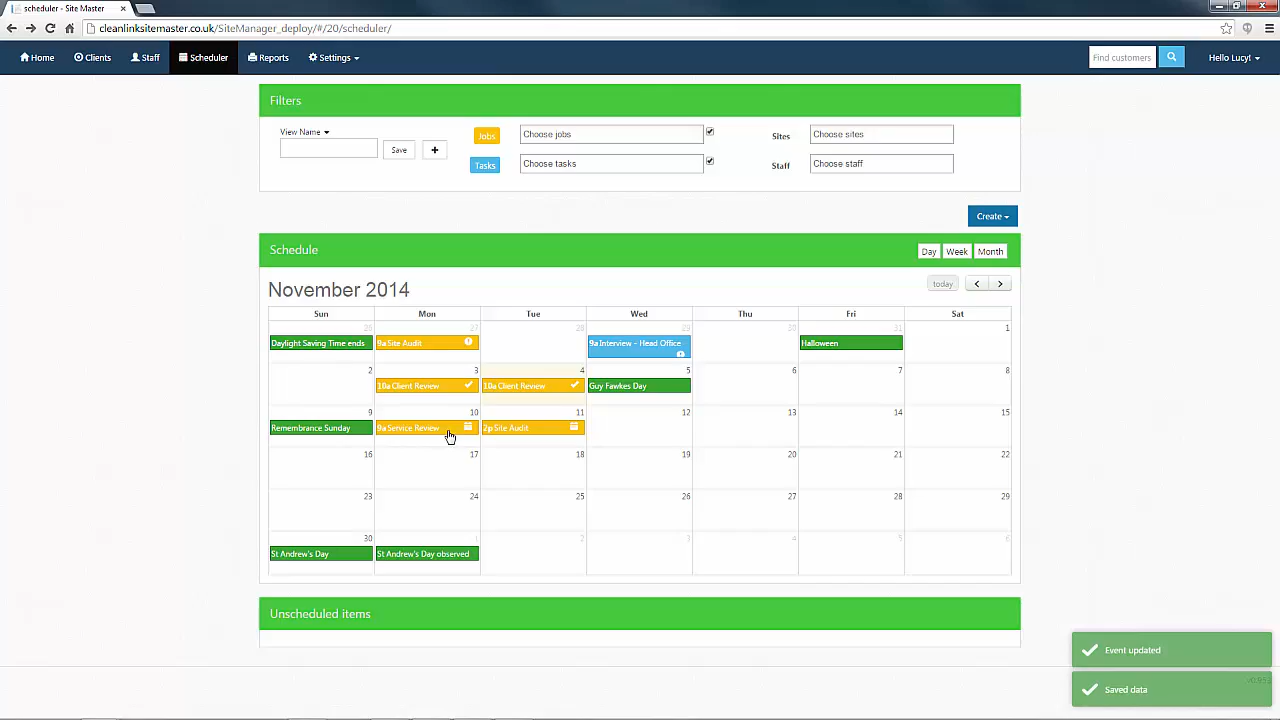 scheduler - Site Master
cleanlinksitemaster.co.uk/SiteManager_deploy/#/20/scheduler/
Home Clients Staff Scheduler Reports Settings Find customers Hello Lucy!
Filters
View Name Save
Jobs Choose jobs Sites Choose sites
Tasks Choose tasks Staff Choose staff
Create
Schedule Day Week Month
November 2014 today
Sun Mon Tue Wed Thu Fri Sat
26 27 28 29 30 31 1
Daylight Saving Time ends 9a Site Audit 9a Interview - Head Office Halloween
2 3 4 5 6 7 8
10a Client Review 10a Client Review Guy Fawkes Day
9 10 11 12 13 14 15
Remembrance Sunday 9a Service Review 2p Site Audit
16 17 18 19 20 21 22
23 24 25 26 27 28 29
30 1 2 3 4 5 6
St Andrew's Day St Andrew's Day observed
Unscheduled items
Event updated
Saved data